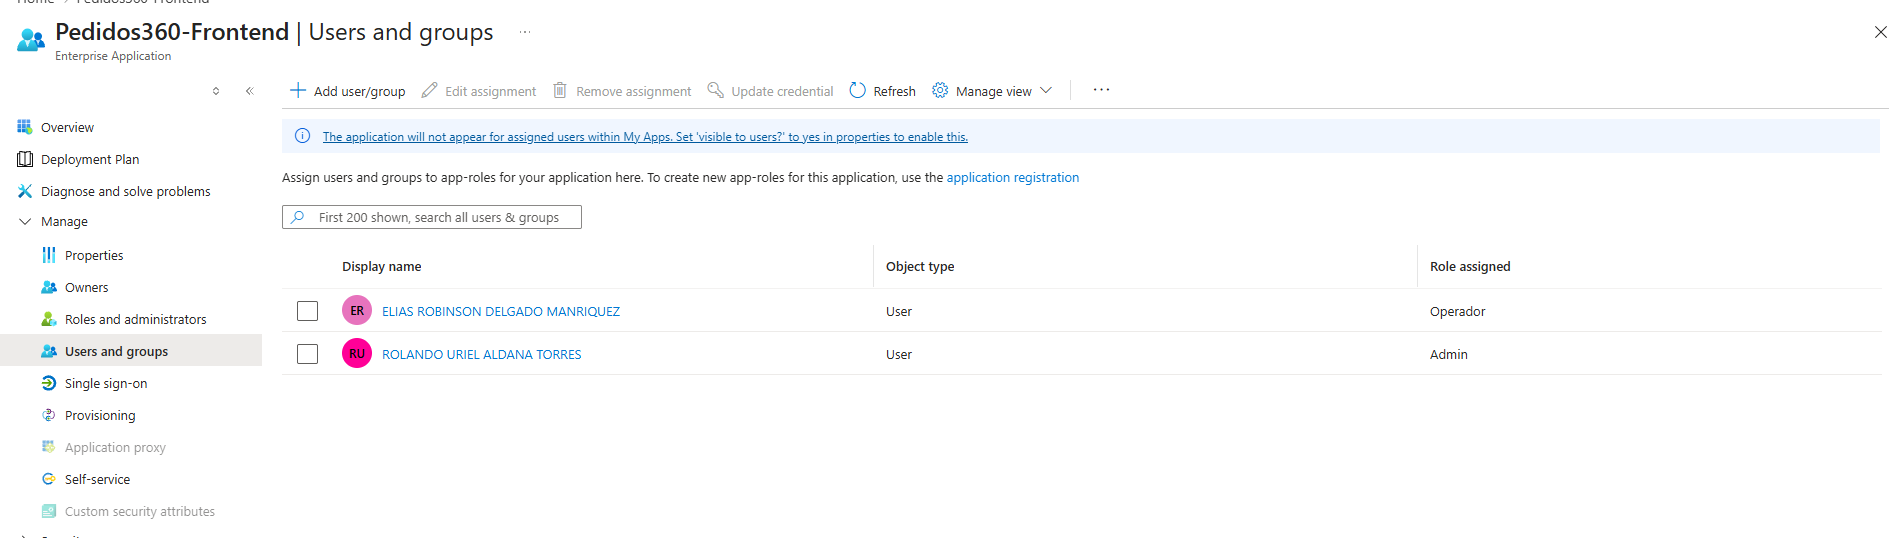 Home > Pedidos360-Frontend
Pedidos360-Frontend | Users and groups ...
Enterprise Application
Add user/group Edit assignment Remove assignment Update credential Refresh Manage view ...
Overview
The application will not appear for assigned users within My Apps. Set 'visible to users?' to yes in properties to enable this.
Deployment Plan
Diagnose and solve problems
Assign users and groups to app-roles for your application here. To create new app-roles for this application, use the application registration
Manage
First 200 shown, search all users & groups
Properties
Display name Object type Role assigned
Owners
ER ELIAS ROBINSON DELGADO MANRIQUEZ User Operador
Roles and administrators
Users and groups
RU ROLANDO URIEL ALDANA TORRES User Admin
Single sign-on
Provisioning
Application proxy
Self-service
Custom security attributes